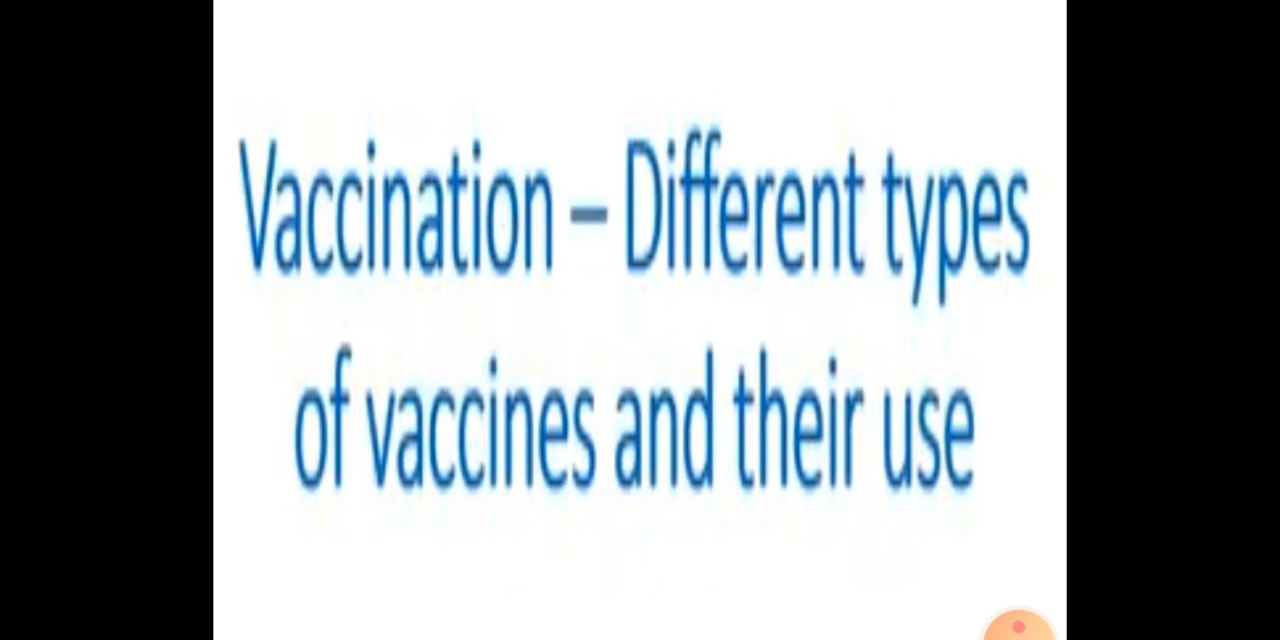 Vaccination – Different types
of vaccines and their use